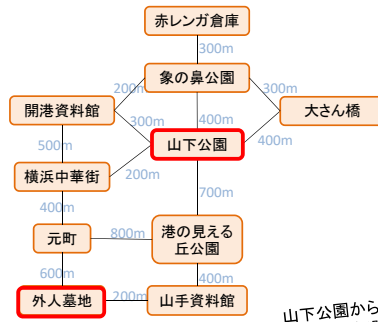 赤レンガ倉庫
300m
象の鼻公園
200m
300m
開港資料館
大さん橋
300m
400m
400m
山下公園
500m
200m
横浜中華街
700m
400m
元町
800m
港の見える
丘公園
600m
400m
外人墓地
200m
山手資料館
山下公園から